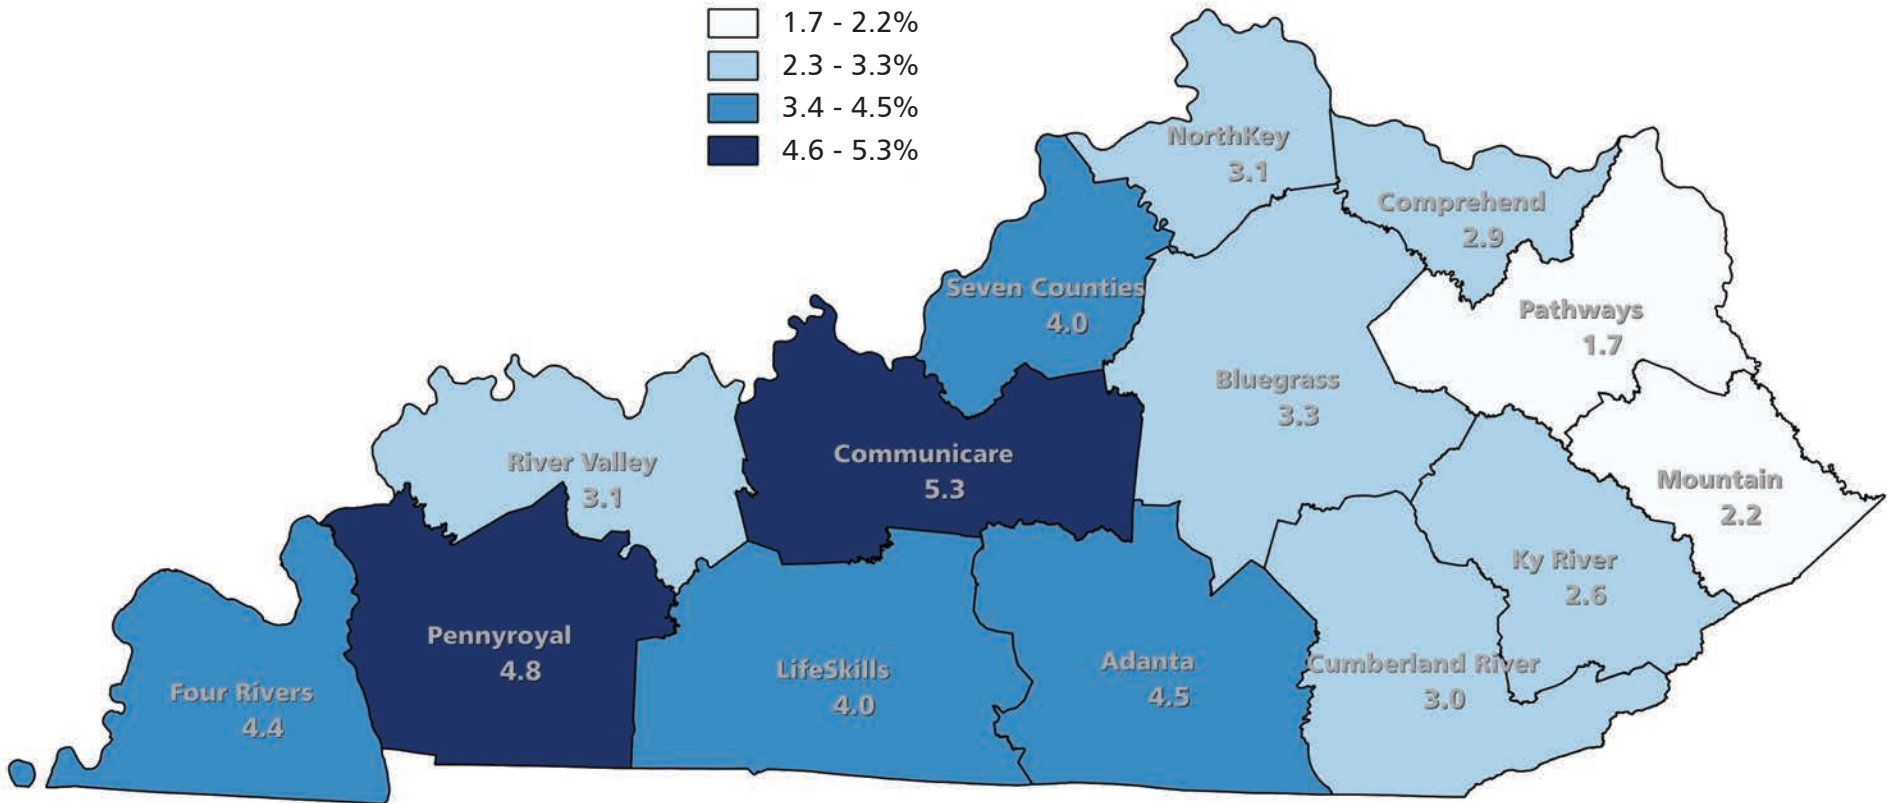 1.7 - 2.2%
2.3 - 3.3%
3.4 - 4.5%
4.6 - 5.3%
NorthKey
3.1
Comprehend
2.9
Seven Counties
4.0
Pathways
1.7
Bluegrass
3.3
Communicare
5.3
River Valley
3.1
Mountain
2.2
Ky River
2.6
Pennyroyal
4.8
LifeSkills
4.0
Adanta
4.5
Cumberland River
3.0
Four Rivers
4.4